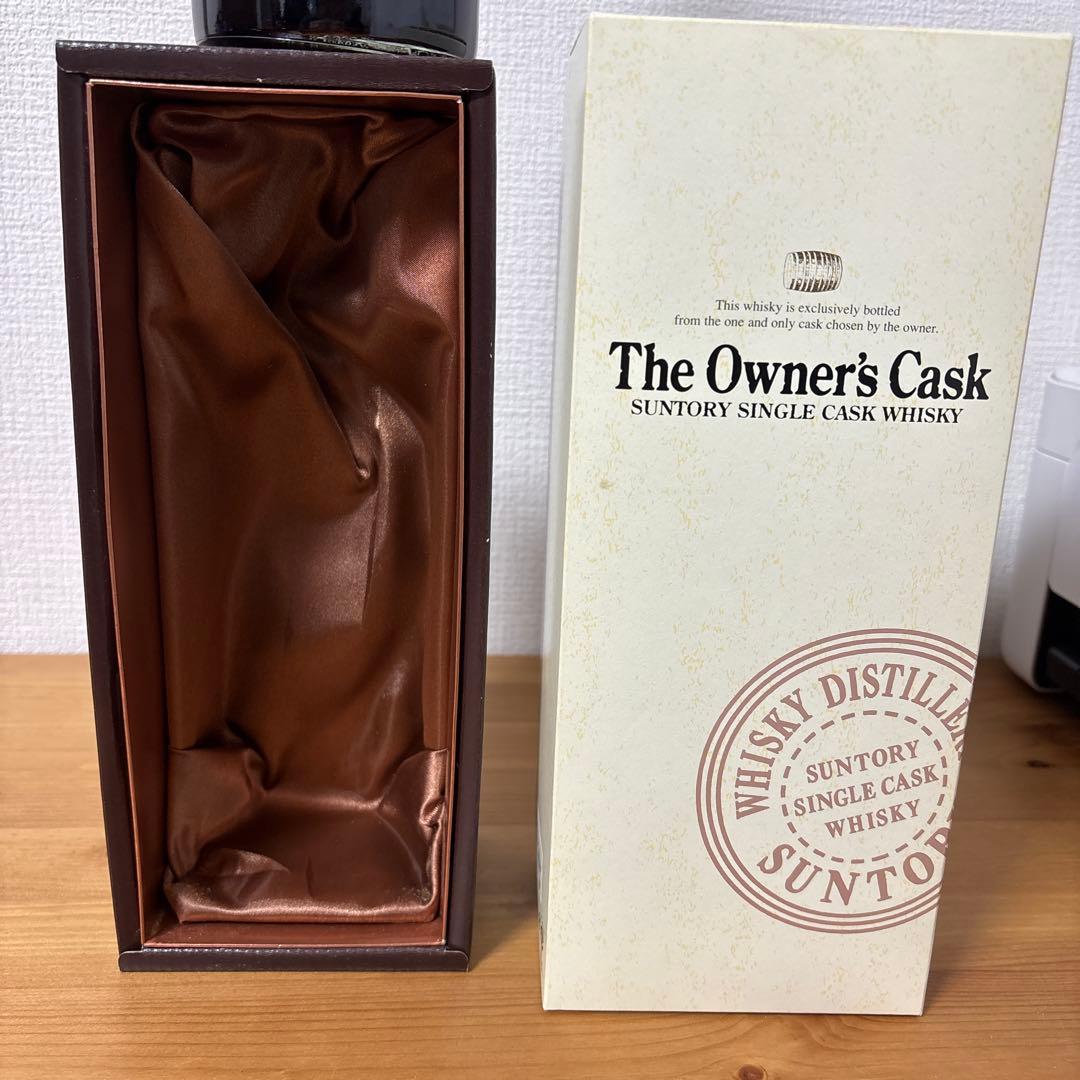 This whisky is exclusively bottled
from the one and only cask chosen by the owner.
The Owner's Cask
SUNTORY SINGLE CASK WHISKY
WHISKY DISTILLE
SUNTORY
SINGLE CASK
WHISKY
SUNTO